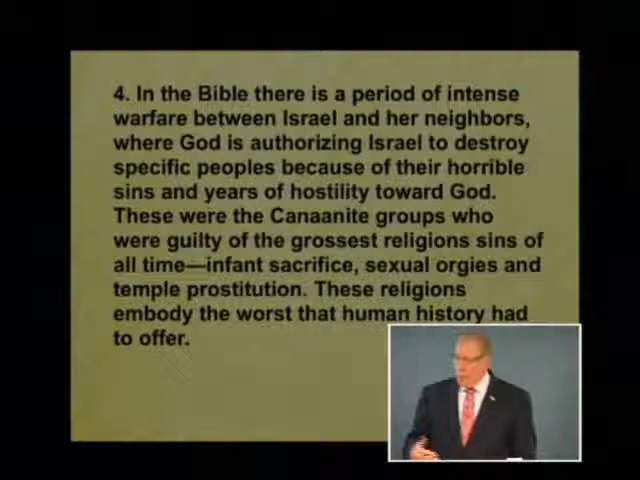 4. In the Bible there is a period of intense
warfare between Israel and her neighbors,
where God is authorizing Israel to destroy
specific peoples because of their horrible
sins and years of hostility toward God.
These were the Canaanite groups who
were guilty of the grossest religions sins of
all time—infant sacrifice, sexual orgies and
temple prostitution. These religions
embody the worst that human history had
to offer.